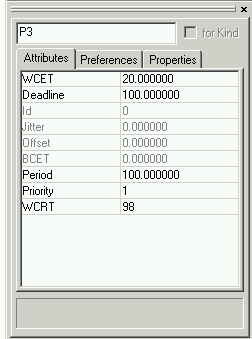 P3 for Kind
Attributes Preferences Properties
WCET 20.000000
Deadline 100.000000
Id 0
Jitter 0.000000
Offset 0.000000
BCET 0.000000
Period 100.000000
Priority 1
WCRT 98